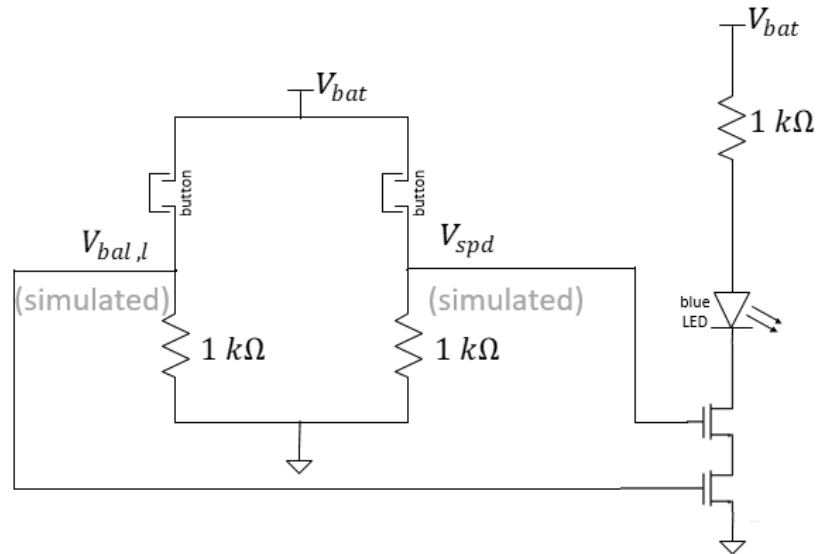 V_bat
V_bat
1 kΩ
button
button
V_bal,l
V_spd
(simulated)
(simulated)
blue
LED
1 kΩ
1 kΩ